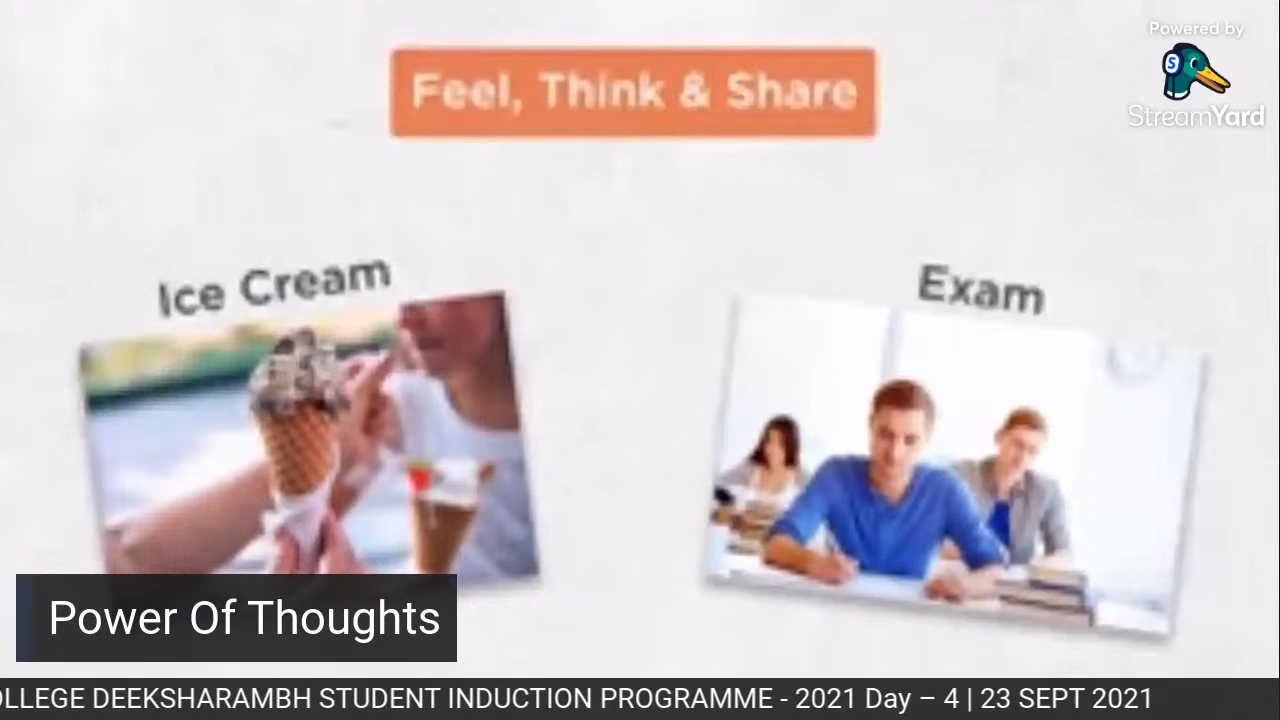 Powered by
StreamYard
Feel, Think & Share
Ice Cream
Exam
Power Of Thoughts
OLLEGE DEEKSHARAMBH STUDENT INDUCTION PROGRAMME - 2021 Day – 4 | 23 SEPT 2021